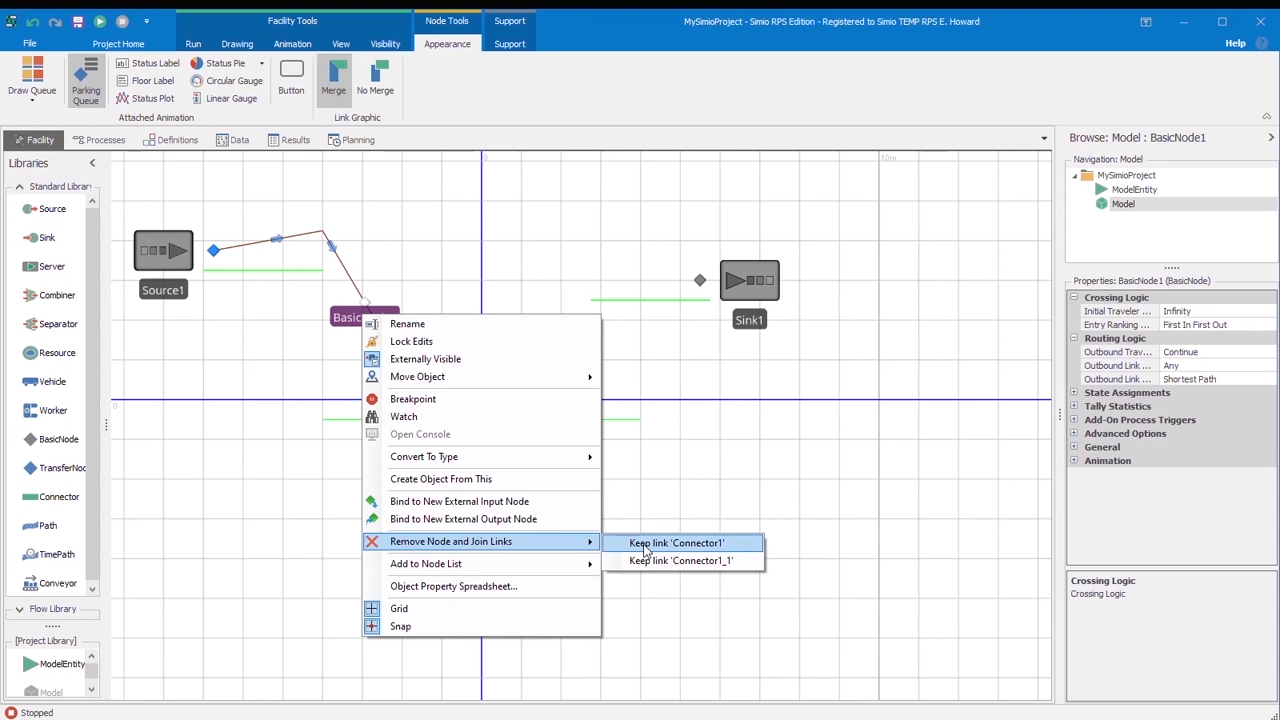 Facility Tools
Node Tools
Support
MySimioProject - Simio RPS Edition - Registered to Simio TEMP RPS E. Howard
File
Project Home
Run
Drawing
Animation
View
Visibility
Appearance
Support
Help
Draw Queue
Parking Queue
Status Label
Floor Label
Status Plot
Status Pie
Circular Gauge
Linear Gauge
Button
Merge
No Merge
Attached Animation
Link Graphic
Facility
Processes
Definitions
Data
Results
Planning
Browse: Model : BasicNode1
Libraries
Standard Library
Source
Sink
Server
Combiner
Separator
Resource
Vehicle
Worker
BasicNode
TransferNoc
Connector
Path
TimePath
Conveyor
Flow Library
[Project Library]
ModelEntity
Model
0
10m
0
Source1
Basic
Sink1
Rename
Lock Edits
Externally Visible
Move Object
Breakpoint
Watch
Open Console
Convert To Type
Create Object From This
Bind to New External Input Node
Bind to New External Output Node
Remove Node and Join Links
Add to Node List
Object Property Spreadsheet...
Grid
Snap
Keep link 'Connector1'
Keep link 'Connector1_1'
Navigation: Model
MySimioProject
ModelEntity
Model
Properties: BasicNode1 (BasicNode)
Crossing Logic
Initial Traveler ... Infinity
Entry Ranking ... First In First Out
Routing Logic
Outbound Trav... Continue
Outbound Link ... Any
Outbound Link ... Shortest Path
State Assignments
Tally Statistics
Add-On Process Triggers
Advanced Options
General
Animation
Crossing Logic
Crossing Logic
Stopped